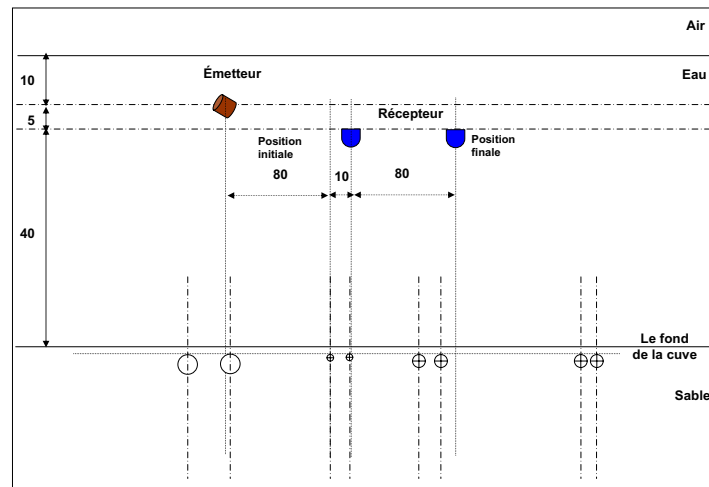 Air
Émetteur
Eau
10
5
Récepteur
Position
initiale
Position
finale
80
10
80
40
Le fond
de la cuve
Sable